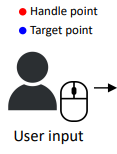 Handle point
Target point
User input